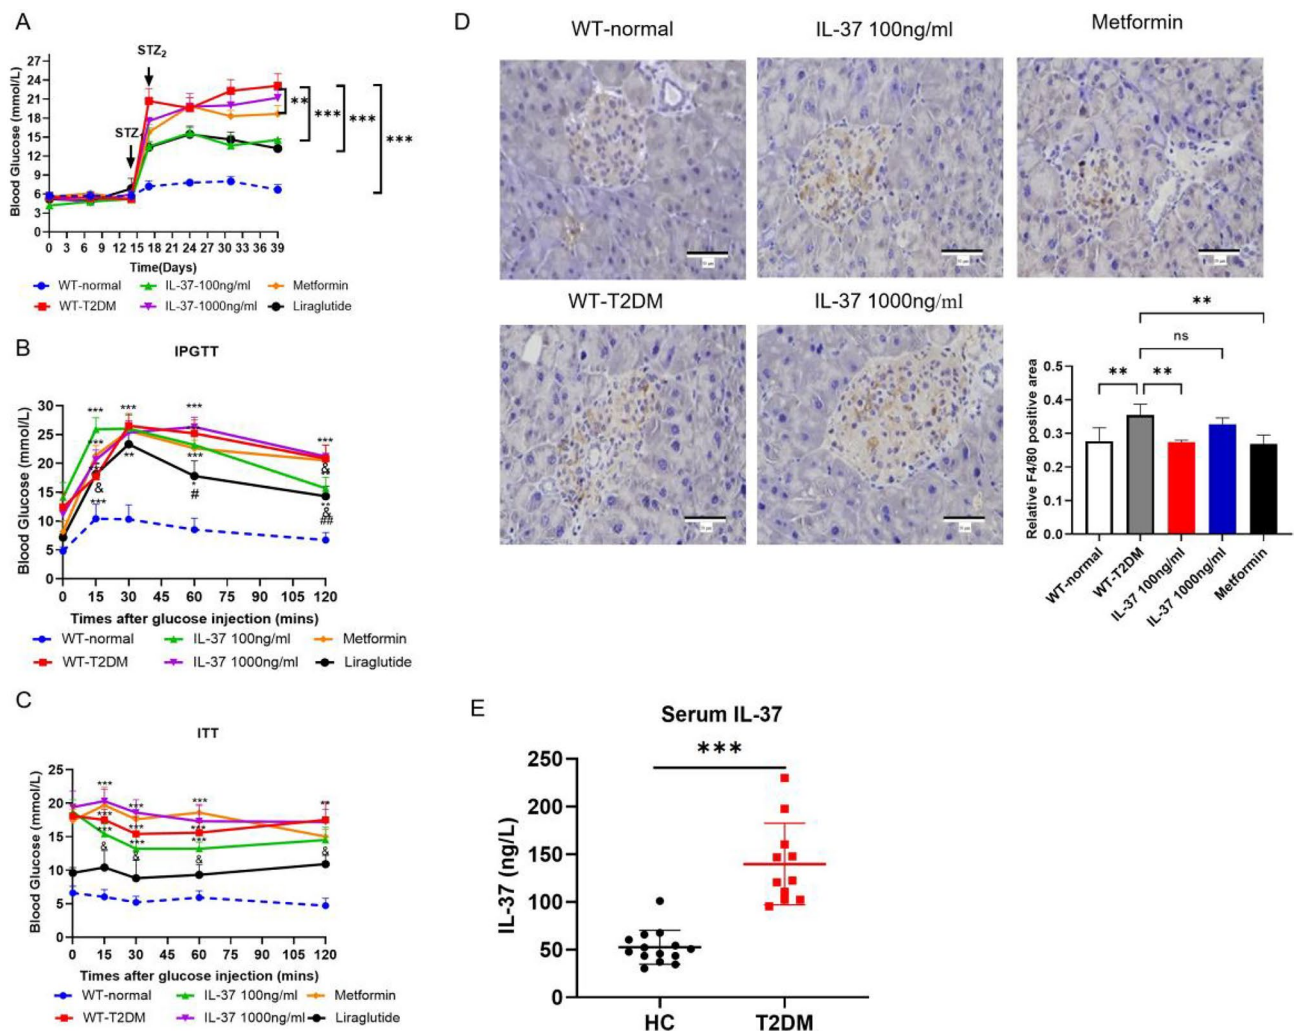 A
STZ2
Blood Glucose (mmol/L)
27
24
21
18
15
12
9
6
3
0
STZ
**
***
***
***
0 3 6 9 12 15 18 21 24 27 30 33 36 39
Time(Days)
WT-normal IL-37-100ng/ml Metformin
WT-T2DM IL-37-1000ng/ml Liraglutide
B
IPGTT
Blood Glucose (mmol/L)
30
25
20
15
10
5
0
*** *** ***
***
***
** *** &
& #
*** &
##
0 15 30 45 60 75 90 105 120
Times after glucose injection (mins)
WT-normal IL-37 100ng/ml Metformin
WT-T2DM IL-37 1000ng/ml Liraglutide
C
ITT
Blood Glucose (mmol/L)
25
20
15
10
5
0
*** *** *** **
*** *** ***
*** *** ***
& & & &
0 15 30 45 60 75 90 105 120
Times after glucose injection (mins)
WT-normal IL-37 100ng/ml Metformin
WT-T2DM IL-37 1000ng/ml Liraglutide
D
WT-normal IL-37 100ng/ml Metformin
WT-T2DM IL-37 1000ng/ml
**
ns
** **
Relative F4/80 positive area
0.5
0.4
0.3
0.2
0.1
0.0
WT-normal
WT-T2DM
IL-37 100ng/ml
IL-37 1000ng/ml
Metformin
E
Serum IL-37
***
IL-37 (ng/L)
250
200
150
100
50
0
HC T2DM